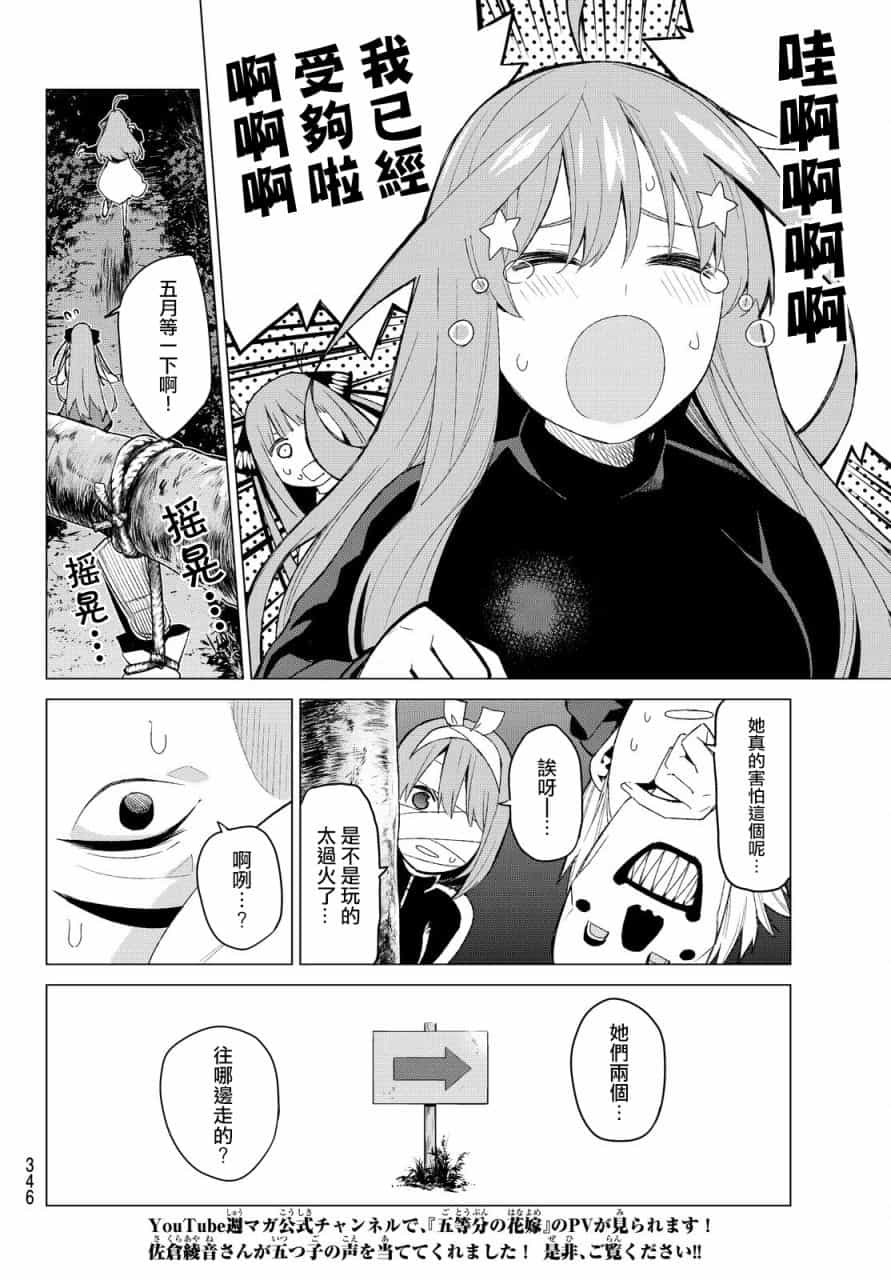 哇啊啊啊啊
我已經
受夠啦
啊啊啊
五月等一下啊！
搖晃…
搖晃…
她真的害怕這個呢…
誒呀—…
是不是玩的
太過火了…
啊咧…？
她們兩個…
往哪邊走的？
346
YouTube週マガ公式チャンネルで、『五等分の花嫁』のPVが見られます！
佐倉綾音さんが五つ子の声を当ててくれました！ 是非、ご覧ください!!